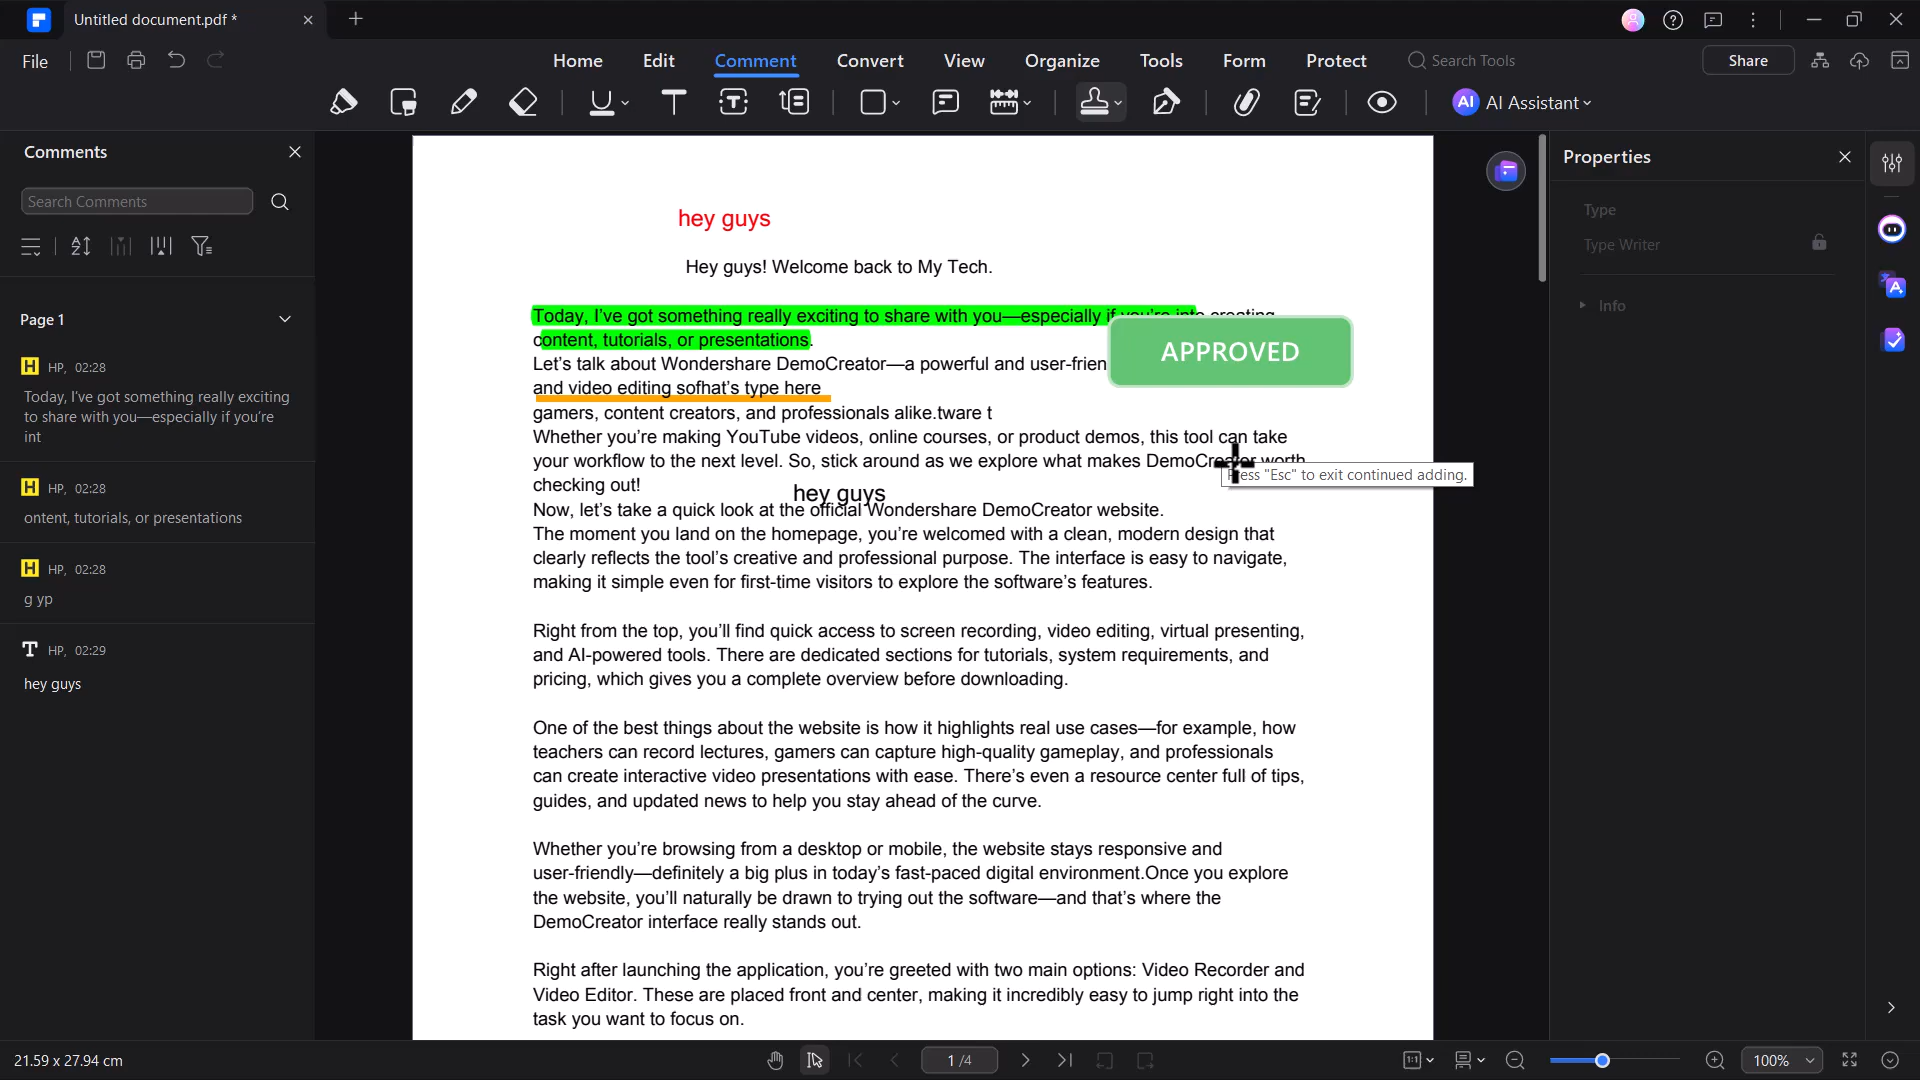 Untitled document.pdf *
File
Home
Edit
Comment
Convert
View
Organize
Tools
Form
Protect
Search Tools
Share
AI Assistant
Comments
Search Comments
Page 1
HP, 02:28
Today, I've got something really exciting
to share with you—especially if you're
int
HP, 02:28
ontent, tutorials, or presentations
HP, 02:28
g yp
HP, 02:29
hey guys
hey guys
Hey guys! Welcome back to My Tech.
Today, I've got something really exciting to share with you—especially if you're into creating
content, tutorials, or presentations.
Let's talk about Wondershare DemoCreator—a powerful and user-frien
APPROVED
and video editing sofhat's type here
gamers, content creators, and professionals alike.tware t
Whether you're making YouTube videos, online courses, or product demos, this tool can take
your workflow to the next level. So, stick around as we explore what makes DemoCreator worth
Press "Esc" to exit continued adding.
checking out!
hey guys
Now, let's take a quick look at the official Wondershare DemoCreator website.
The moment you land on the homepage, you're welcomed with a clean, modern design that
clearly reflects the tool's creative and professional purpose. The interface is easy to navigate,
making it simple even for first-time visitors to explore the software's features.
Right from the top, you'll find quick access to screen recording, video editing, virtual presenting,
and AI-powered tools. There are dedicated sections for tutorials, system requirements, and
pricing, which gives you a complete overview before downloading.
One of the best things about the website is how it highlights real use cases—for example, how
teachers can record lectures, gamers can capture high-quality gameplay, and professionals
can create interactive video presentations with ease. There's even a resource center full of tips,
guides, and updated news to help you stay ahead of the curve.
Whether you're browsing from a desktop or mobile, the website stays responsive and
user-friendly—definitely a big plus in today's fast-paced digital environment.Once you explore
the website, you'll naturally be drawn to trying out the software—and that's where the
DemoCreator interface really stands out.
Right after launching the application, you're greeted with two main options: Video Recorder and
Video Editor. These are placed front and center, making it incredibly easy to jump right into the
task you want to focus on.
Properties
Type
Type Writer
Info
21.59 x 27.94 cm
1 /4
100%